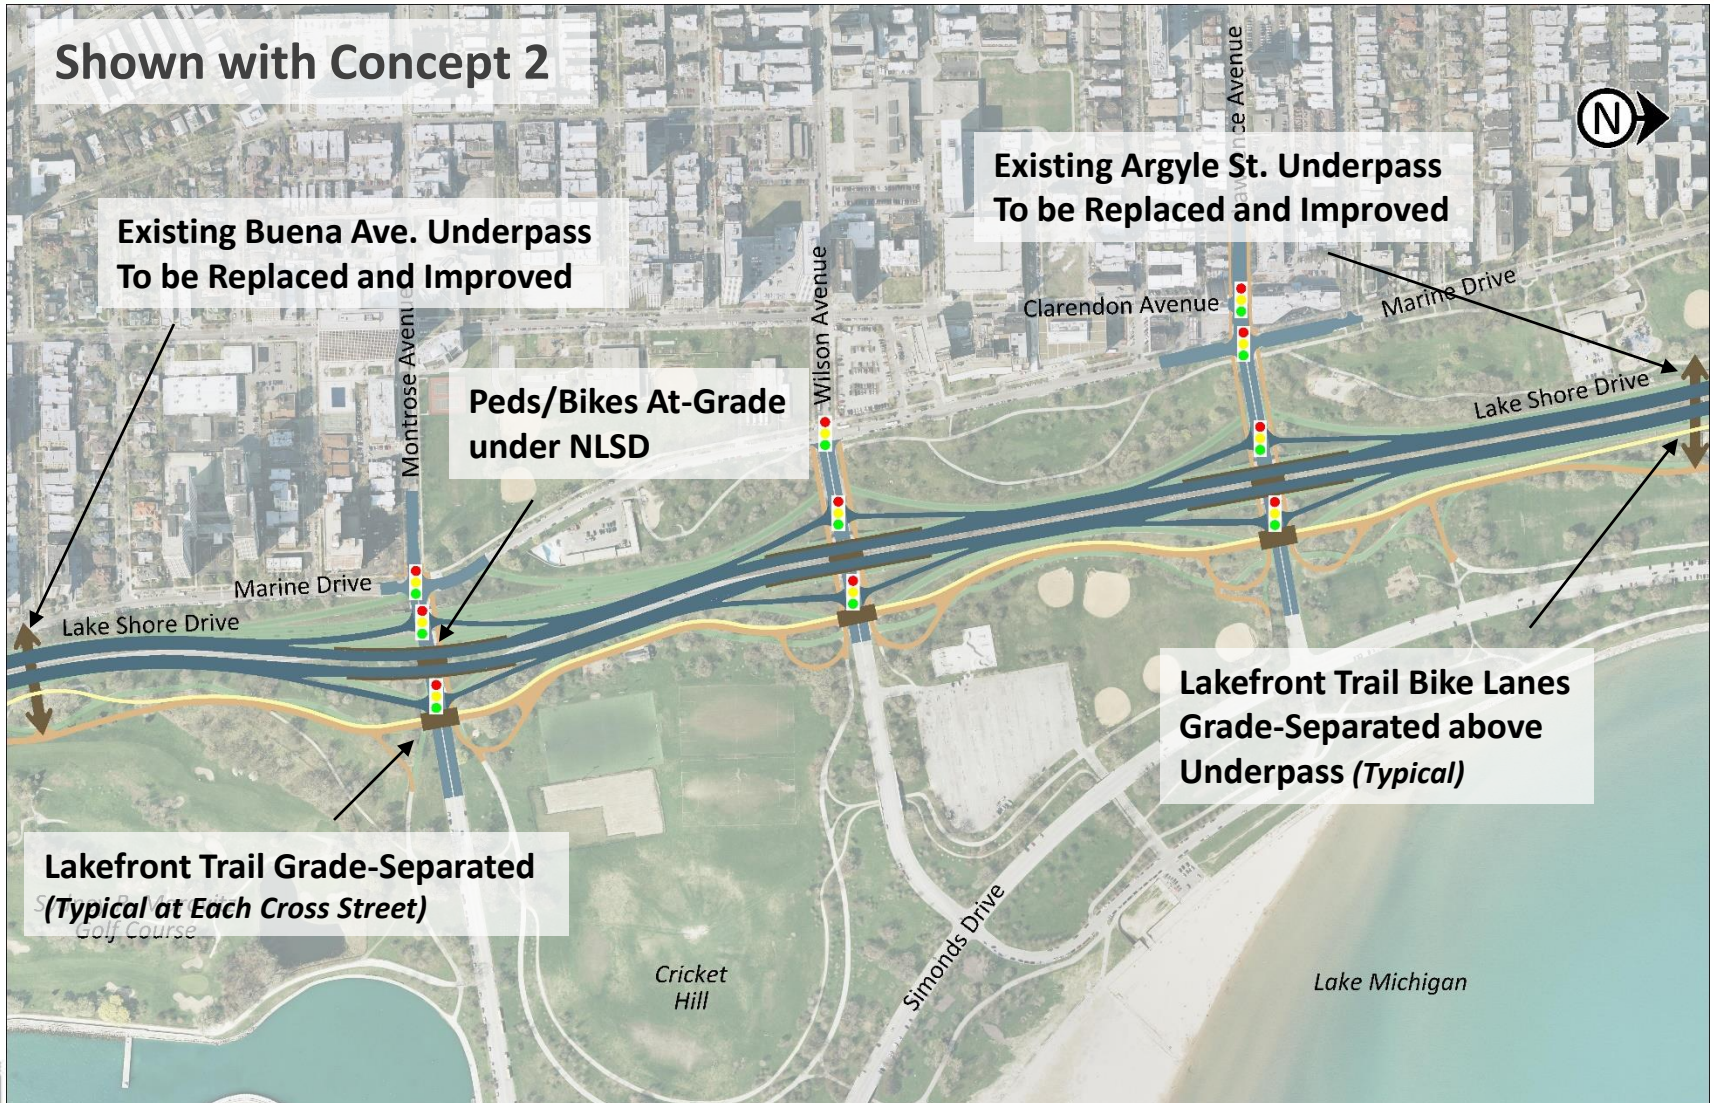 Shown with Concept 2
N
Existing Argyle St. Underpass
To be Replaced and Improved
Existing Buena Ave. Underpass
To be Replaced and Improved
Montrose Avenue
Wilson Avenue
Avenue
Clarendon Avenue
Marine Drive
Peds/Bikes At-Grade
under NLSD
Lake Shore Drive
Marine Drive
Lake Shore Drive
Lakefront Trail Bike Lanes
Grade-Separated above
Underpass (Typical)
Lakefront Trail Grade-Separated
(Typical at Each Cross Street)
Golf Course
Cricket
Hill
Simonds Drive
Lake Michigan